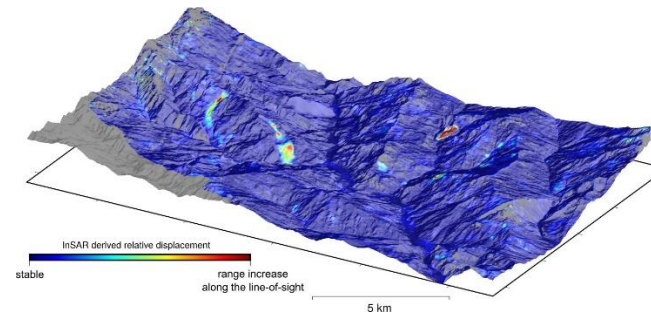 InSAR derived relative displacement
stable
range increase
along the line-of-sight
5 km